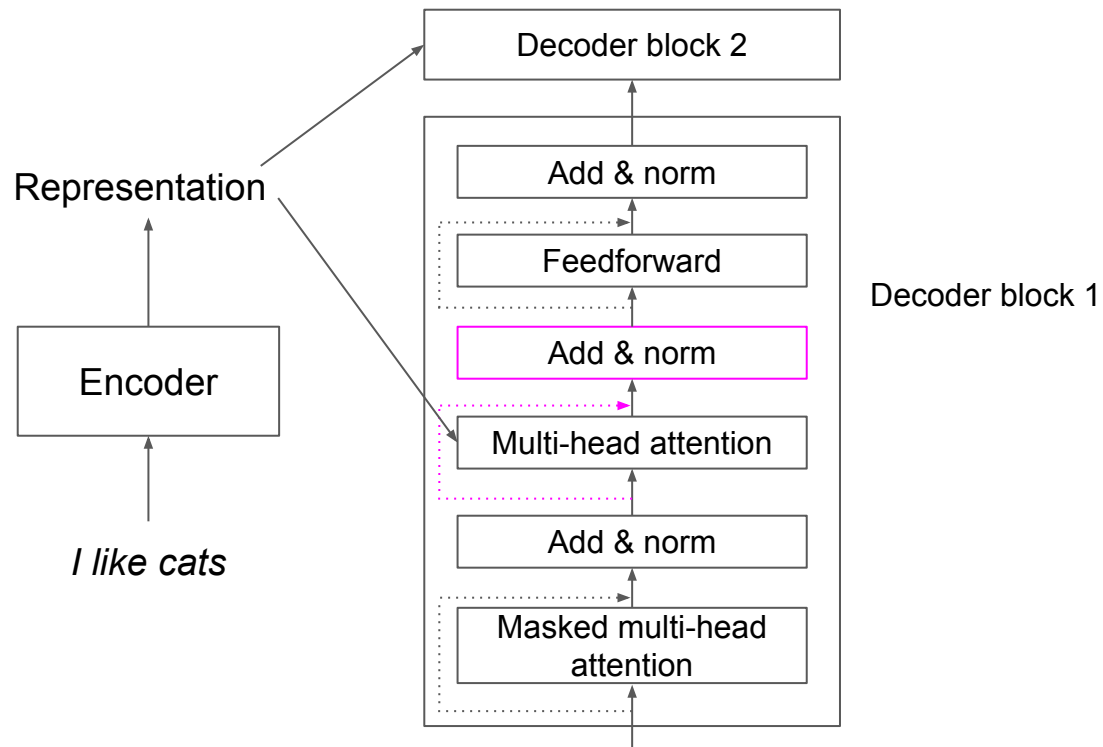 Decoder block 2
Add & norm
Representation
Feedforward
Decoder block 1
Add & norm
Encoder
Multi-head attention
Add & norm
I like cats
Masked multi-head
attention